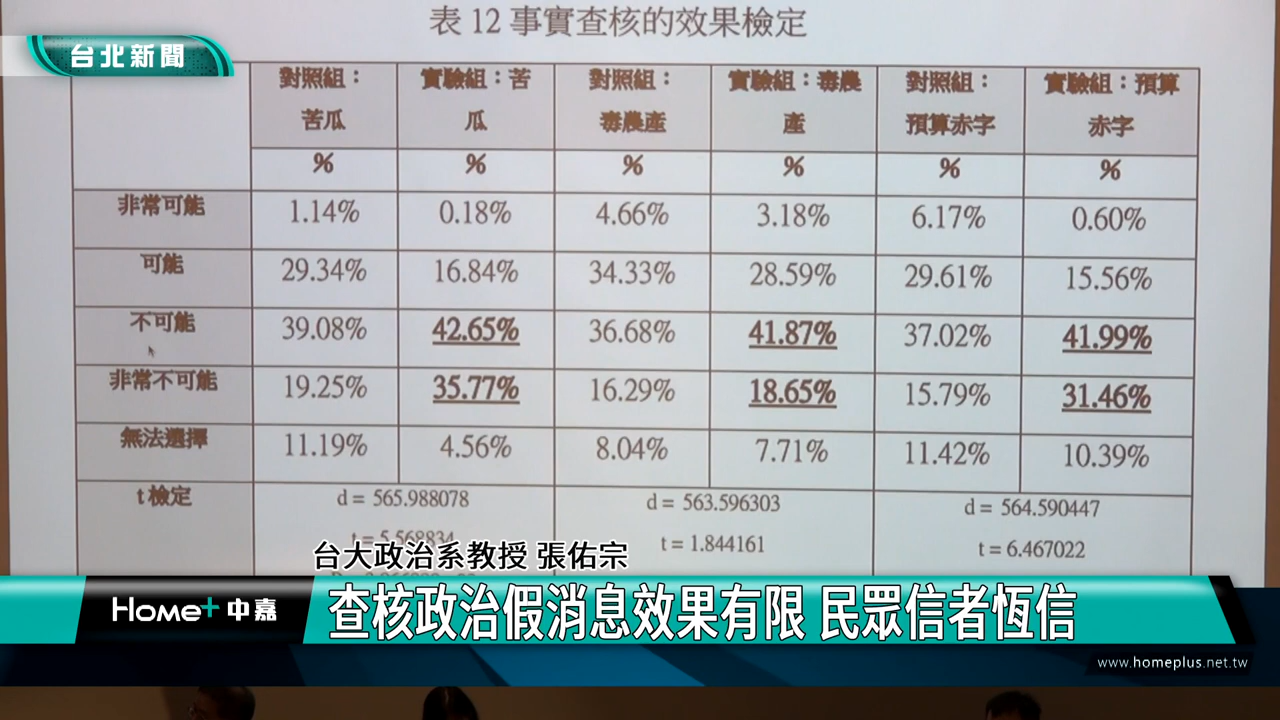 表 12 事實查核的效果檢定
台北新聞
對照組：苦瓜 實驗組：苦瓜 對照組：毒農產 實驗組：毒農產 對照組：預算赤字 實驗組：預算赤字
% % % % % %
非常可能 1.14% 0.18% 4.66% 3.18% 6.17% 0.60%
可能 29.34% 16.84% 34.33% 28.59% 29.61% 15.56%
不可能 39.08% 42.65% 36.68% 41.87% 37.02% 41.99%
非常不可能 19.25% 35.77% 16.29% 18.65% 15.79% 31.46%
無法選擇 11.19% 4.56% 8.04% 7.71% 11.42% 10.39%
t 檢定 d = 565.988078 d = 563.596303 d = 564.590447
t = 5.568834 t = 1.844161 t = 6.467022
台大政治系教授 張佑宗
Home+ 中嘉
查核政治假消息效果有限 民眾信者恆信
www.homeplus.net.tw